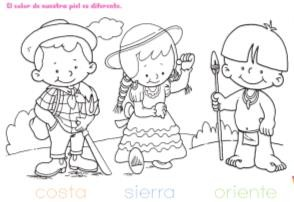 El color de nuestra piel es diferente.
costa sierra oriente